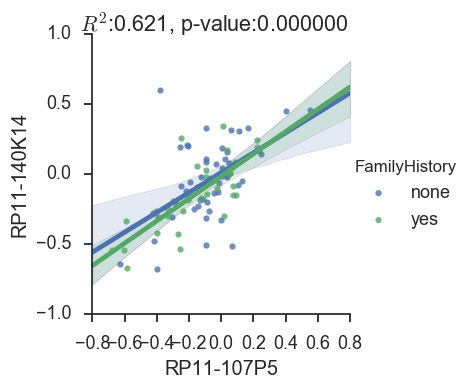 R²:0.621, p-value:0.000000
1.0
0.5
0.0
−0.5
−1.0
RP11-140K14
−0.8 −0.6 −0.4 −0.2 0.0 0.2 0.4 0.6 0.8
RP11-107P5
FamilyHistory
none
yes